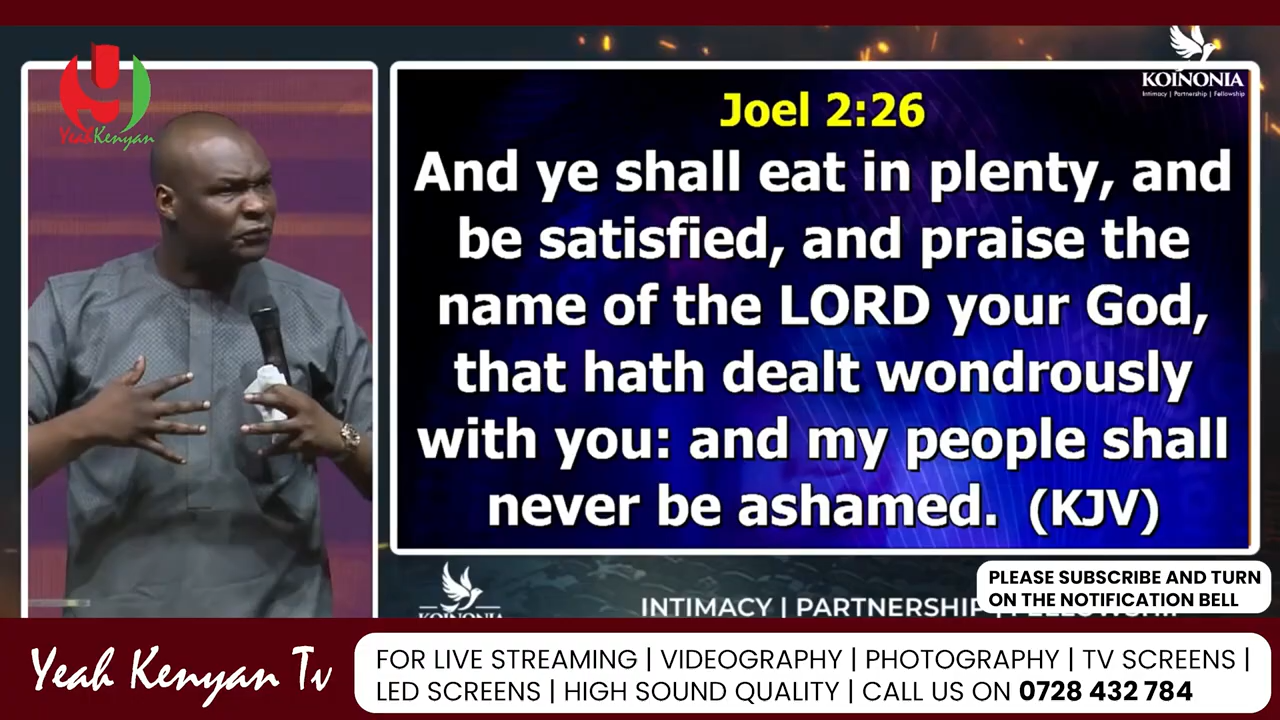 YeahKenyan
KOINONIA
Intimacy | Partnership | Fellowship
Joel 2:26
And ye shall eat in plenty, and
be satisfied, and praise the
name of the LORD your God,
that hath dealt wondrously
with you: and my people shall
never be ashamed. (KJV)
KOINONIA
INTIMACY | PARTNERSHIP
PLEASE SUBSCRIBE AND TURN
ON THE NOTIFICATION BELL
Yeah Kenyan Tv
FOR LIVE STREAMING | VIDEOGRAPHY | PHOTOGRAPHY | TV SCREENS |
LED SCREENS | HIGH SOUND QUALITY | CALL US ON 0728 432 784